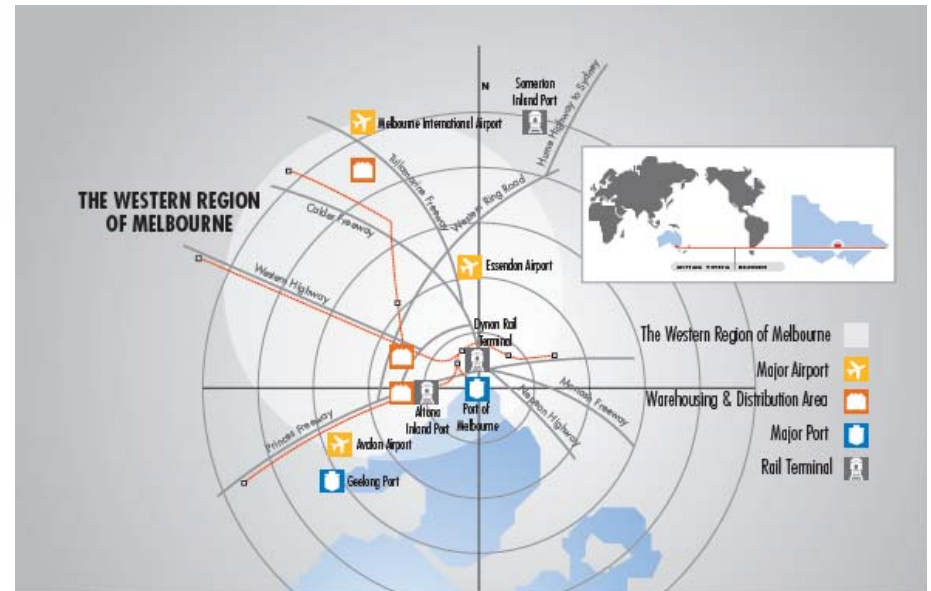 N
Somerton
Inland Port
Hume Highway to Sydney
Melbourne International Airport
Tullamarine Freeway
Western Ring Road
THE WESTERN REGION
OF MELBOURNE
Calder Freeway
Western Highway
Essendon Airport
Dynon Rail
Terminal
The Western Region of Melbourne
Major Airport
Warehousing & Distribution Area
Major Port
Rail Terminal
Altona
Inland Port
Port of
Melbourne
Monash Freeway
Nepean Highway
Princes Freeway
Avalon Airport
Geelong Port